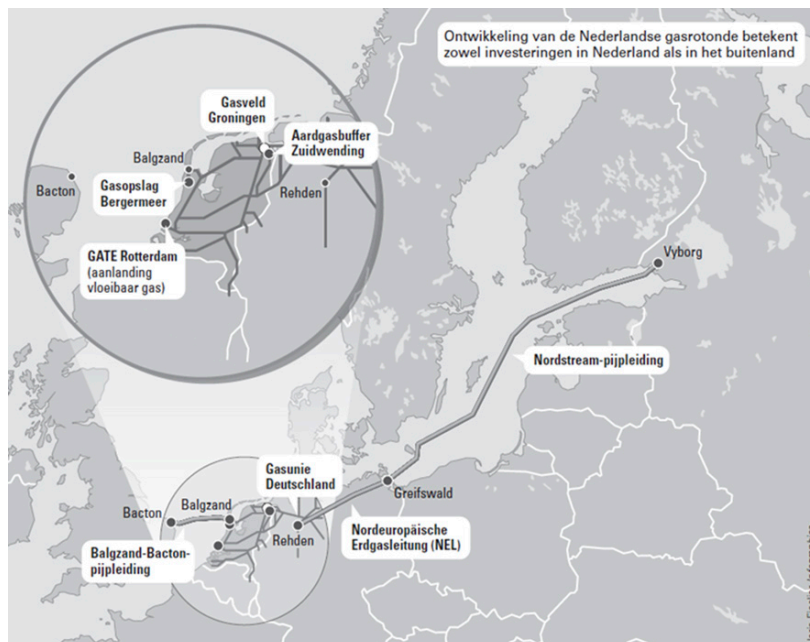 Ontwikkeling van de Nederlandse gasrotonde betekent
zowel investeringen in Nederland als in het buitenland
Gasveld
Groningen
Aardgasbuffer
Zuidwending
Balgzand
Bacton
Gasopslag
Bergermeer
Rehden
GATE Rotterdam
(aanlanding
vloeibaar gas)
Vyborg
Nordstream-pijpleiding
Gasunie
Deutschland
Greifswald
Bacton
Balgzand
Rehden
Nordeuropäische
Erdgasleitung (NEL)
Balgzand-Bacton-
pijpleiding